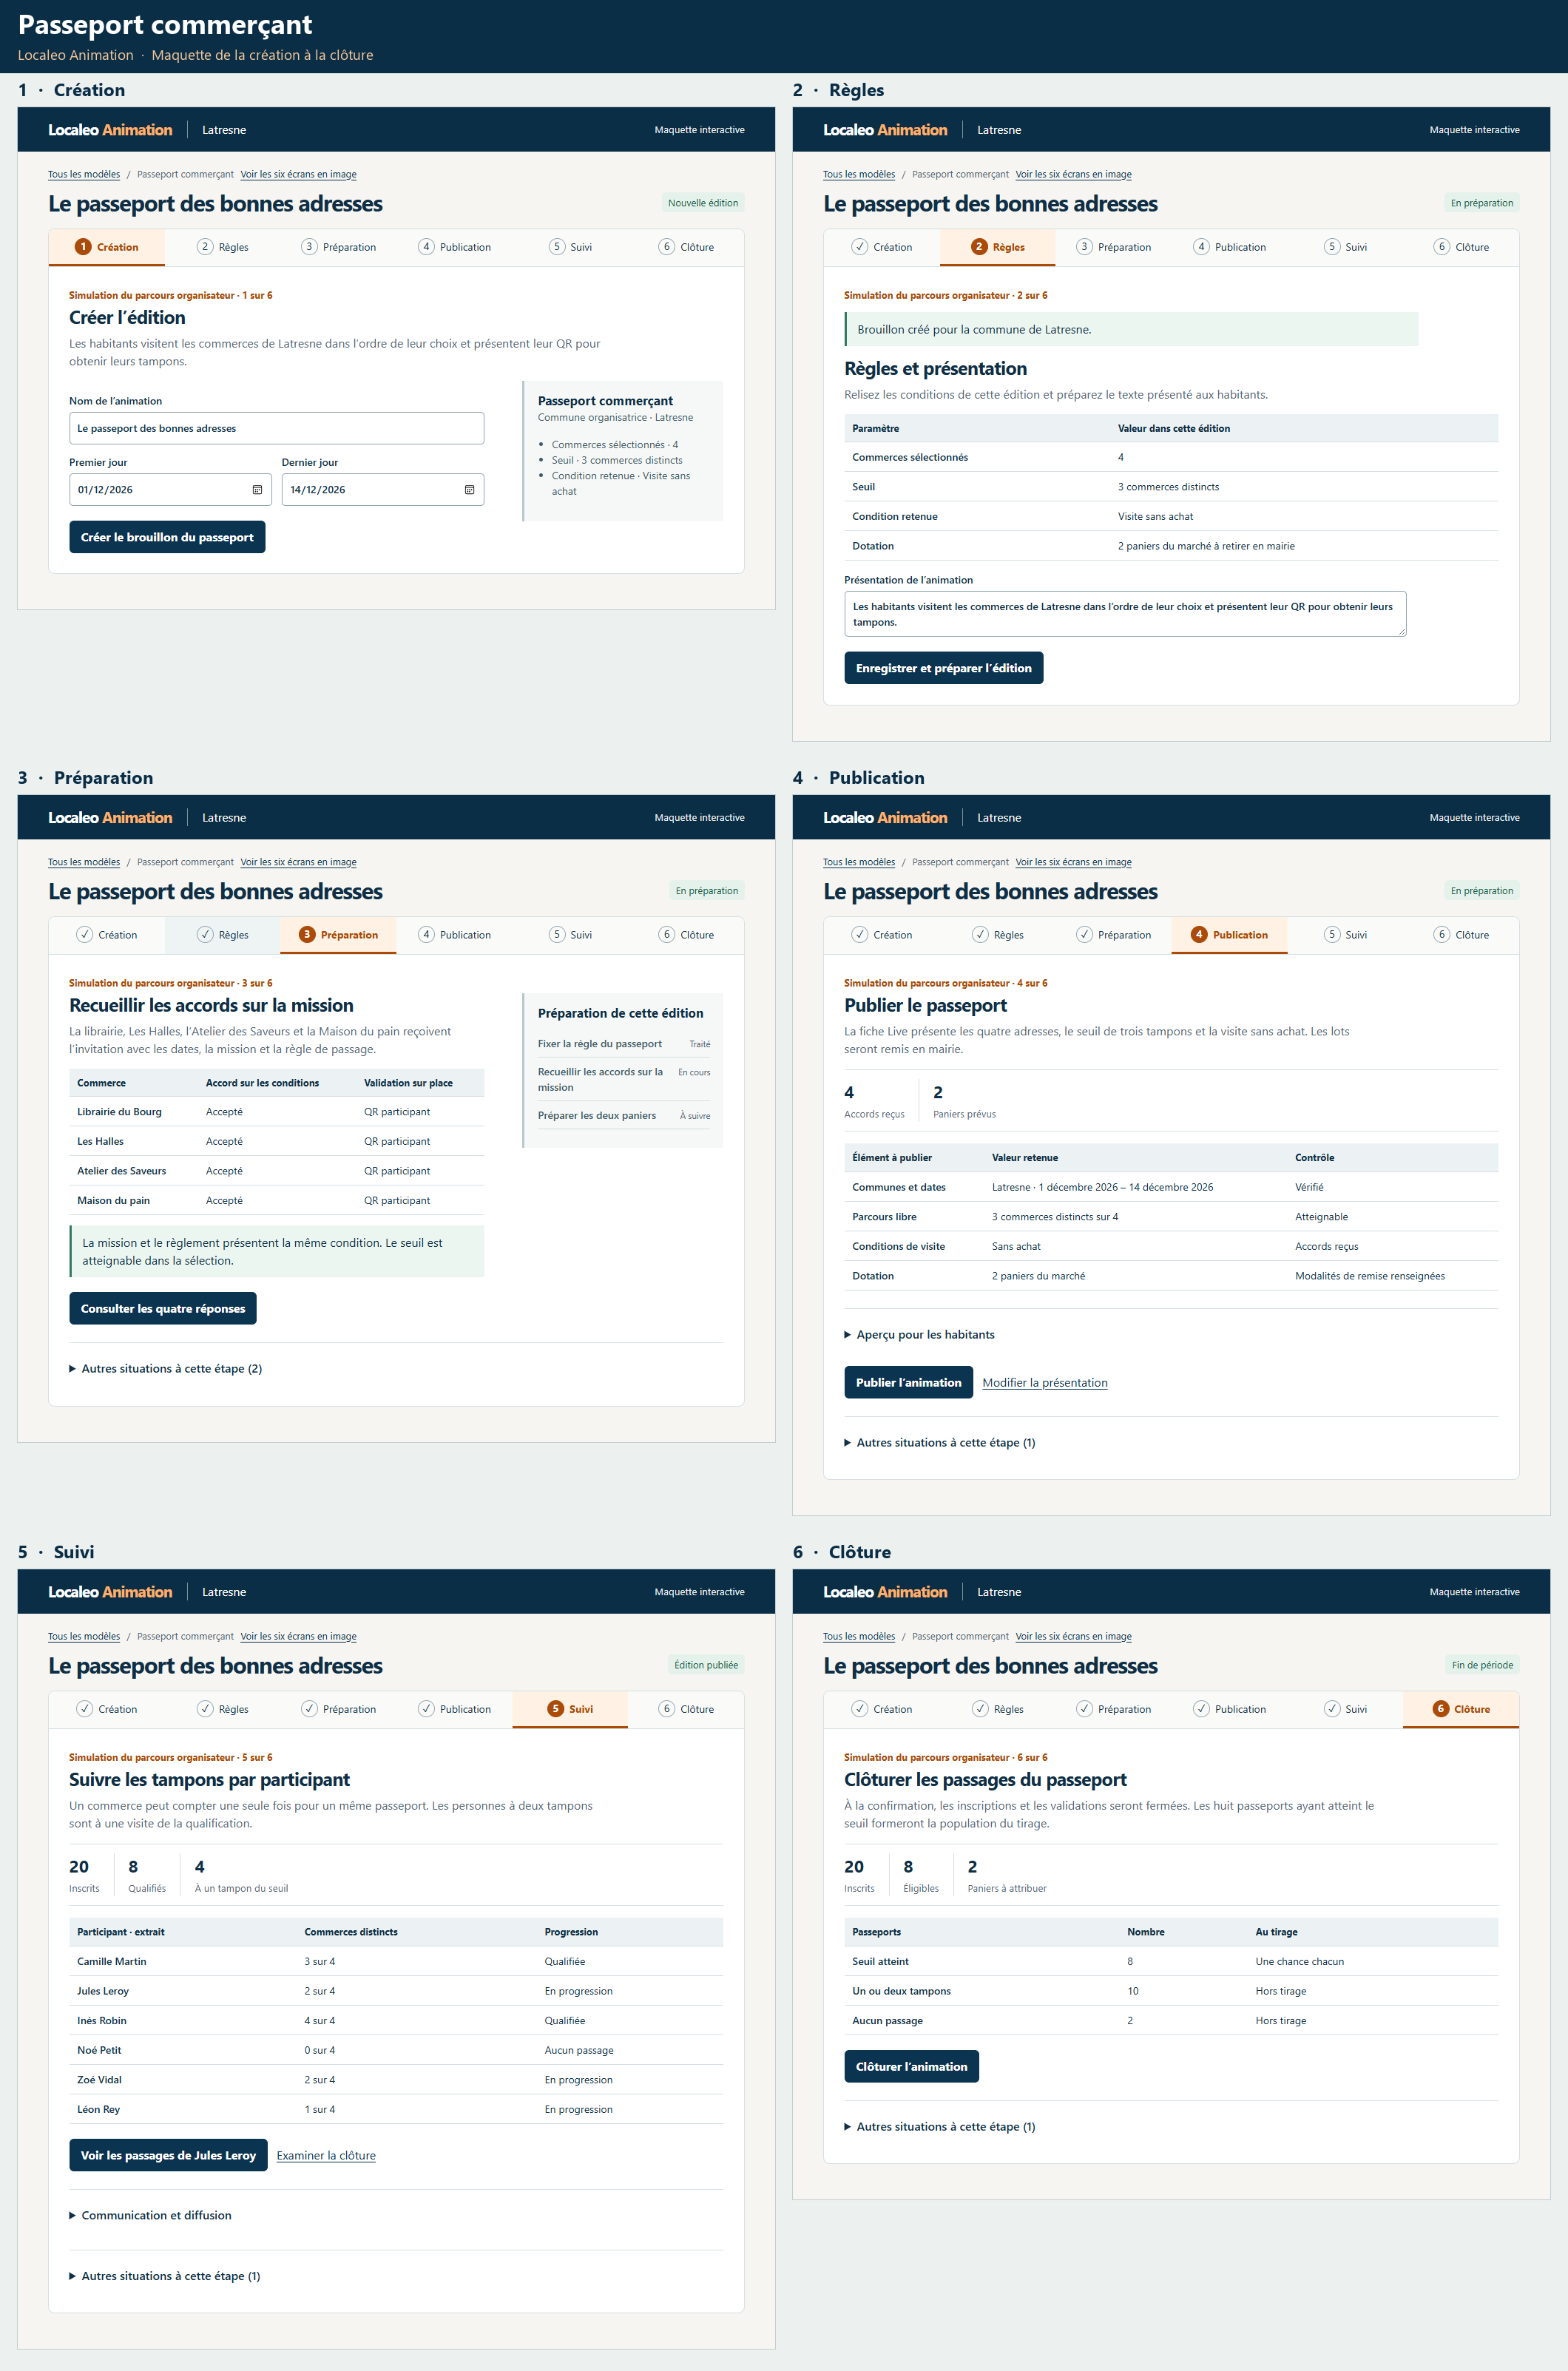 Passeport commerçant
Localeo Animation · Maquette de la création à la clôture
1 · Création
Localeo Animation Latresne Maquette interactive
Tous les modèles / Passeport commerçant Voir les six écrans en image
Le passeport des bonnes adresses Nouvelle édition
1 Création 2 Règles 3 Préparation 4 Publication 5 Suivi 6 Clôture
Simulation du parcours organisateur · 1 sur 6
Créer l’édition
Les habitants visitent les commerces de Latresne dans l’ordre de leur choix et présentent leur QR pour
obtenir leurs tampons.
Nom de l’animation
Le passeport des bonnes adresses
Premier jour Dernier jour
01/12/2026 14/12/2026
Créer le brouillon du passeport
Passeport commerçant
Commune organisatrice · Latresne
• Commerces sélectionnés · 4
• Seuil · 3 commerces distincts
• Condition retenue · Visite sans
achat
2 · Règles
Localeo Animation Latresne Maquette interactive
Tous les modèles / Passeport commerçant Voir les six écrans en image
Le passeport des bonnes adresses En préparation
✓ Création 2 Règles 3 Préparation 4 Publication 5 Suivi 6 Clôture
Simulation du parcours organisateur · 2 sur 6
Brouillon créé pour la commune de Latresne.
Règles et présentation
Relisez les conditions de cette édition et préparez le texte présenté aux habitants.
Paramètre Valeur dans cette édition
Commerces sélectionnés 4
Seuil 3 commerces distincts
Condition retenue Visite sans achat
Dotation 2 paniers du marché à retirer en mairie
Présentation de l’animation
Les habitants visitent les commerces de Latresne dans l’ordre de leur choix et présentent leur QR pour obtenir leurs
tampons.
Enregistrer et préparer l’édition
3 · Préparation
Localeo Animation Latresne Maquette interactive
Tous les modèles / Passeport commerçant Voir les six écrans en image
Le passeport des bonnes adresses En préparation
✓ Création ✓ Règles 3 Préparation 4 Publication 5 Suivi 6 Clôture
Simulation du parcours organisateur · 3 sur 6
Recueillir les accords sur la mission
La librairie, Les Halles, l’Atelier des Saveurs et la Maison du pain reçoivent
l’invitation avec les dates, la mission et la règle de passage.
Commerce Accord sur les conditions Validation sur place
Librairie du Bourg Accepté QR participant
Les Halles Accepté QR participant
Atelier des Saveurs Accepté QR participant
Maison du pain Accepté QR participant
La mission et le règlement présentent la même condition. Le seuil est
atteignable dans la sélection.
Consulter les quatre réponses
▶ Autres situations à cette étape (2)
Préparation de cette édition
Fixer la règle du passeport Traité
Recueillir les accords sur la En cours
mission
Préparer les deux paniers À suivre
4 · Publication
Localeo Animation Latresne Maquette interactive
Tous les modèles / Passeport commerçant Voir les six écrans en image
Le passeport des bonnes adresses En préparation
✓ Création ✓ Règles ✓ Préparation 4 Publication 5 Suivi 6 Clôture
Simulation du parcours organisateur · 4 sur 6
Publier le passeport
La fiche Live présente les quatre adresses, le seuil de trois tampons et la visite sans achat. Les lots
seront remis en mairie.
4 2
Accords reçus Paniers prévus
Élément à publier Valeur retenue Contrôle
Communes et dates Latresne · 1 décembre 2026 – 14 décembre 2026 Vérifié
Parcours libre 3 commerces distincts sur 4 Atteignable
Conditions de visite Sans achat Accords reçus
Dotation 2 paniers du marché Modalités de remise renseignées
▶ Aperçu pour les habitants
Publier l’animation Modifier la présentation
▶ Autres situations à cette étape (1)
5 · Suivi
Localeo Animation Latresne Maquette interactive
Tous les modèles / Passeport commerçant Voir les six écrans en image
Le passeport des bonnes adresses Édition publiée
✓ Création ✓ Règles ✓ Préparation ✓ Publication 5 Suivi 6 Clôture
Simulation du parcours organisateur · 5 sur 6
Suivre les tampons par participant
Un commerce peut compter une seule fois pour un même passeport. Les personnes à deux tampons
sont à une visite de la qualification.
20 8 4
Inscrits Qualifiés À un tampon du seuil
Participant · extrait Commerces distincts Progression
Camille Martin 3 sur 4 Qualifiée
Jules Leroy 2 sur 4 En progression
Inès Robin 4 sur 4 Qualifiée
Noé Petit 0 sur 4 Aucun passage
Zoé Vidal 2 sur 4 En progression
Léon Rey 1 sur 4 En progression
Voir les passages de Jules Leroy Examiner la clôture
▶ Communication et diffusion
▶ Autres situations à cette étape (1)
6 · Clôture
Localeo Animation Latresne Maquette interactive
Tous les modèles / Passeport commerçant Voir les six écrans en image
Le passeport des bonnes adresses Fin de période
✓ Création ✓ Règles ✓ Préparation ✓ Publication ✓ Suivi 6 Clôture
Simulation du parcours organisateur · 6 sur 6
Clôturer les passages du passeport
À la confirmation, les inscriptions et les validations seront fermées. Les huit passeports ayant atteint le
seuil formeront la population du tirage.
20 8 2
Inscrits Éligibles Paniers à attribuer
Passeports Nombre Au tirage
Seuil atteint 8 Une chance chacun
Un ou deux tampons 10 Hors tirage
Aucun passage 2 Hors tirage
Clôturer l’animation
▶ Autres situations à cette étape (1)